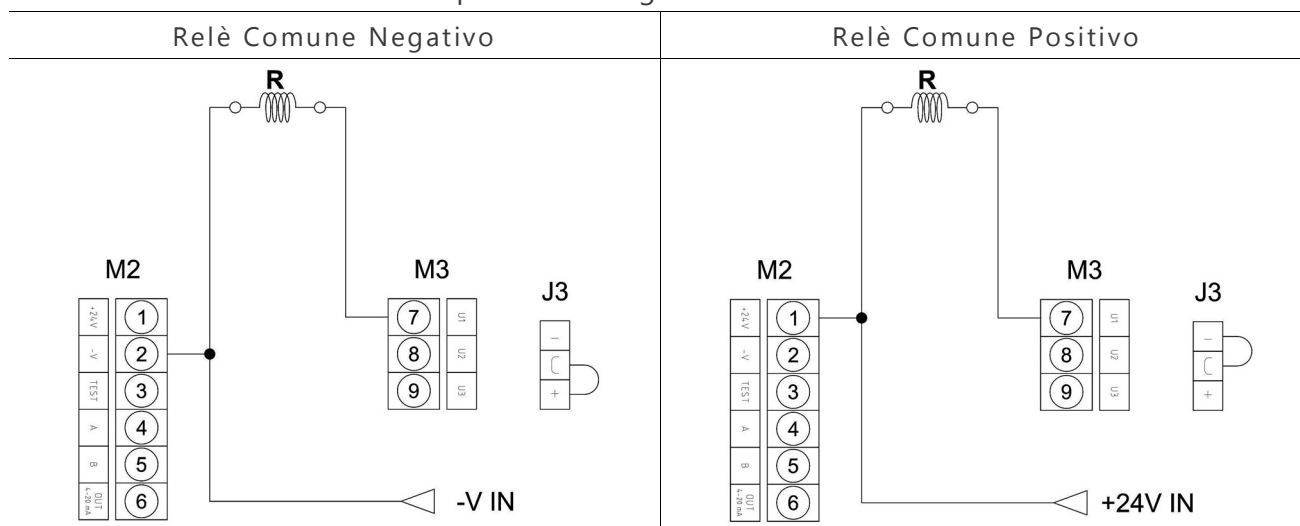 Relè Comune Negativo
Relè Comune Positivo
R
M2
M3
J3
+24V
1
-V
2
TEST
3
A
4
B
5
OUT
4-20 mA
6
7
U1
8
U2
9
U3
-
C
+
-V IN
R
M2
M3
J3
+24V
1
-V
2
TEST
3
A
4
B
5
OUT
4-20 mA
6
7
U1
8
U2
9
U3
-
C
+
+24V IN